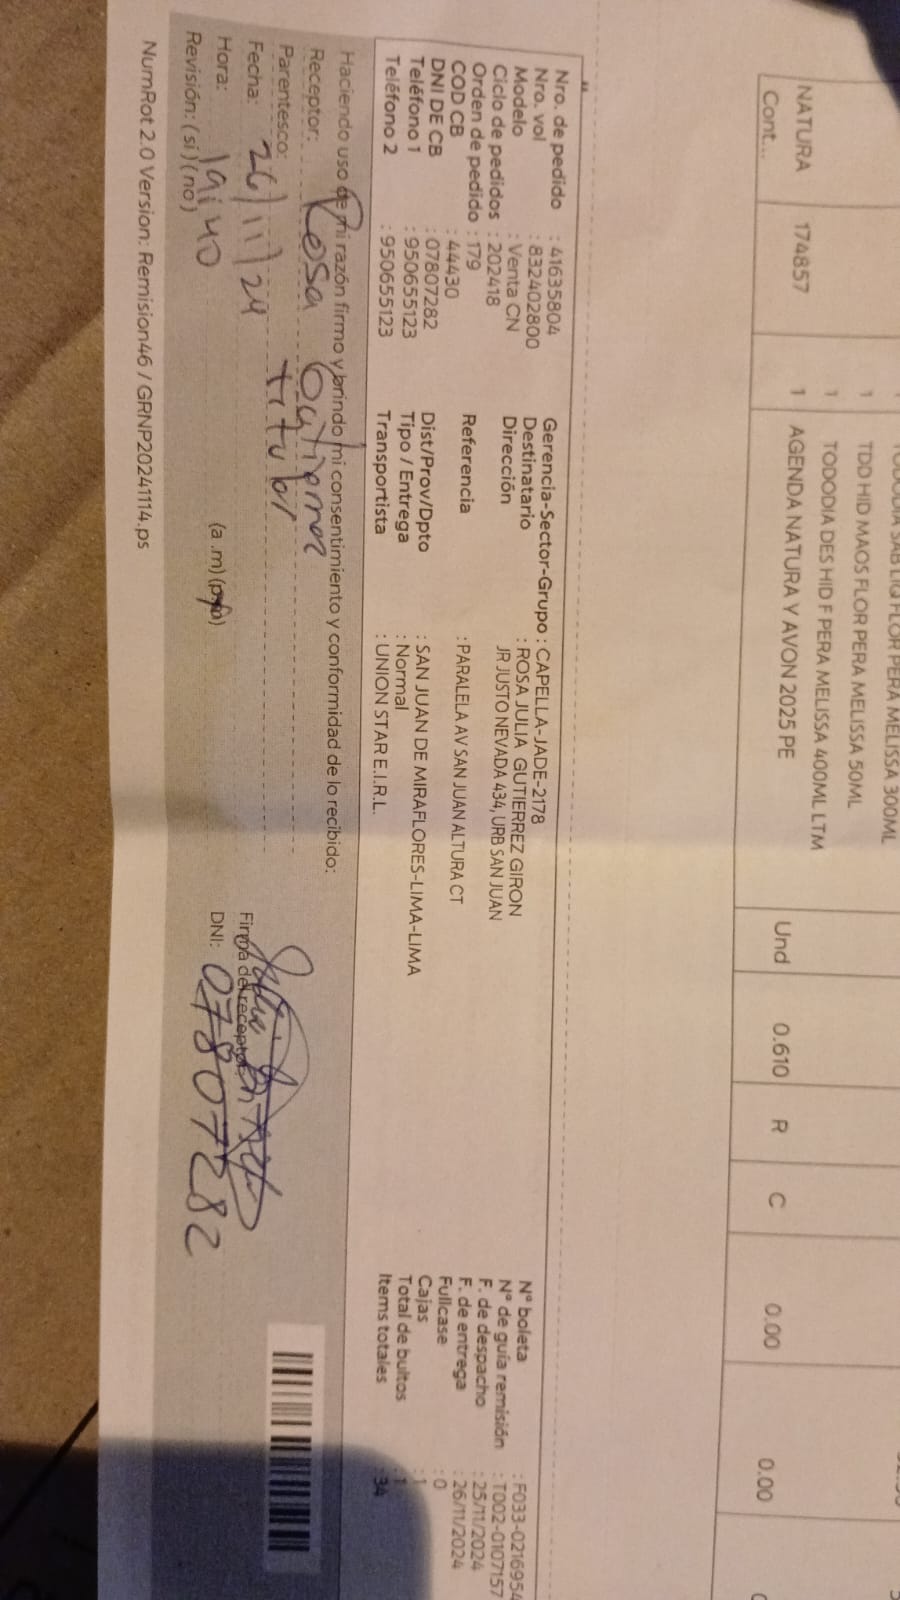 TODODIA SAB LIQ FLOR PERA MELISSA 300ML
1 TDD HID MAOS FLOR PERA MELISSA 50ML
1 TODODIA DES HID F PERA MELISSA 400ML LTM
NATURA 174857 1 AGENDA NATURA Y AVON 2025 PE Und 0.610 R C 0.00 0.00
Cont...
Nro. de pedido : 41635804
Nro. vol : 832402800
Modelo : Venta CN
Ciclo de pedidos : 202418
Orden de pedido : 179
COD CB : 44430
DNI DE CB : 07807282
Teléfono 1 : 950655123
Teléfono 2 : 950655123
Gerencia-Sector-Grupo : CAPELLA-JADE-2178
Destinatario : ROSA JULIA GUTIERREZ GIRON
Dirección JR JUSTO NEVADA 434, URB SAN JUAN
Referencia : PARALELA AV SAN JUAN ALTURA CT
Dist/Prov/Dpto : SAN JUAN DE MIRAFLORES-LIMA-LIMA
Tipo / Entrega : Normal
Transportista : UNION STAR E.I.R.L.
N° boleta : F033-0216954
N° de guía remisión : T002-0107157
F. de despacho : 25/11/2024
F. de entrega : 26/11/2024
Fullcase : 0
Cajas : 1
Total de bultos : 1
Items totales : 34
Haciendo uso de mi razón firmo y brindo mi consentimiento y conformidad de lo recibido:
Receptor: Rosa
Parentesco: titular
Fecha: 26/11/24
Hora: (a .m) (p.m)
Revisión: (si) (no)
Firma del receptor
DNI: 07807282
NumRot 2.0 Version: Remision46 / GRNP20241114.ps